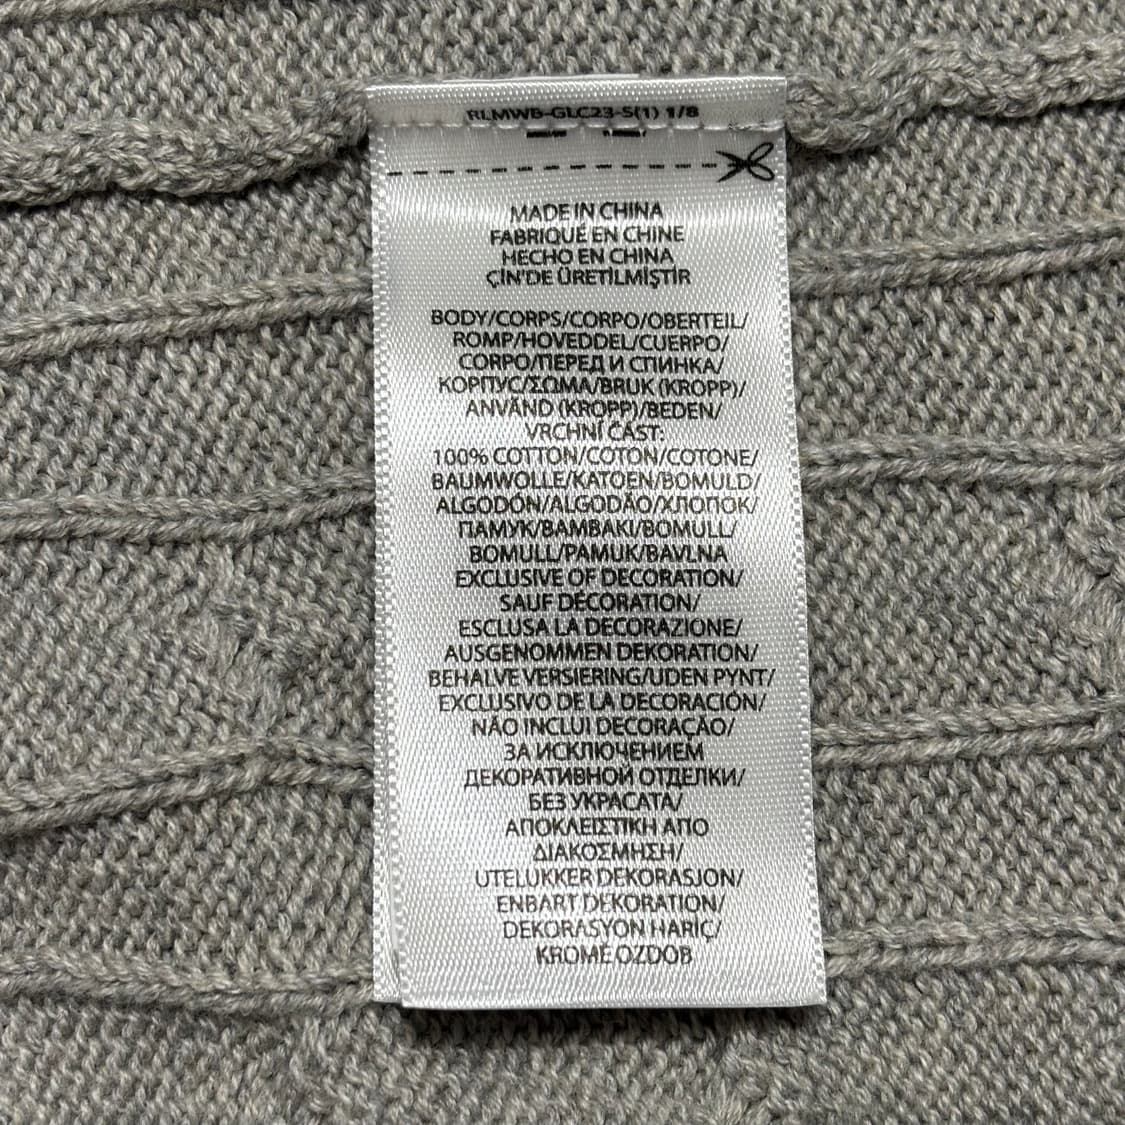 RLMWB-GLC23-S(1) 1/8
MADE IN CHINA
FABRIQUÉ EN CHINE
HECHO EN CHINA
ÇİN'DE ÜRETİLMİŞTİR
BODY/CORPS/CORPO/OBERTEIL/
ROMP/HOVEDDEL/CUERPO/
CORPO/ПЕРЕД И СПИНКА/
КОРПУС/ΣΩΜΑ/BRUK (KROPP)/
ANVÄND (KROPP)/BEDEN/
VRCHNÍ ČÁST:
100% COTTON/COTON/COTONE/
BAUMWOLLE/KATOEN/BOMULD/
ALGODÓN/ALGODÃO/ХЛОПОК/
ПАМУК/ΒΑΜΒΑΚΙ/BOMULL/
BOMULL/PAMUK/BAVLNA
EXCLUSIVE OF DECORATION/
SAUF DÉCORATION/
ESCLUSA LA DECORAZIONE/
AUSGENOMMEN DEKORATION/
BEHALVE VERSIERING/UDEN PYNT/
EXCLUSIVO DE LA DECORACIÓN/
NÃO INCLUI DECORAÇÃO/
ЗА ИСКЛЮЧЕНИЕМ
ДЕКОРАТИВНОЙ ОТДЕЛКИ/
БЕЗ УКРАСАТА/
ΑΠΟΚΛΕΙΣΤΙΚΗ ΑΠΟ
ΔΙΑΚΟΣΜΗΣΗ/
UTELUKKER DEKORASJON/
ENBART DEKORATION/
DEKORASYON HARİÇ/
KROMĚ OZDOB